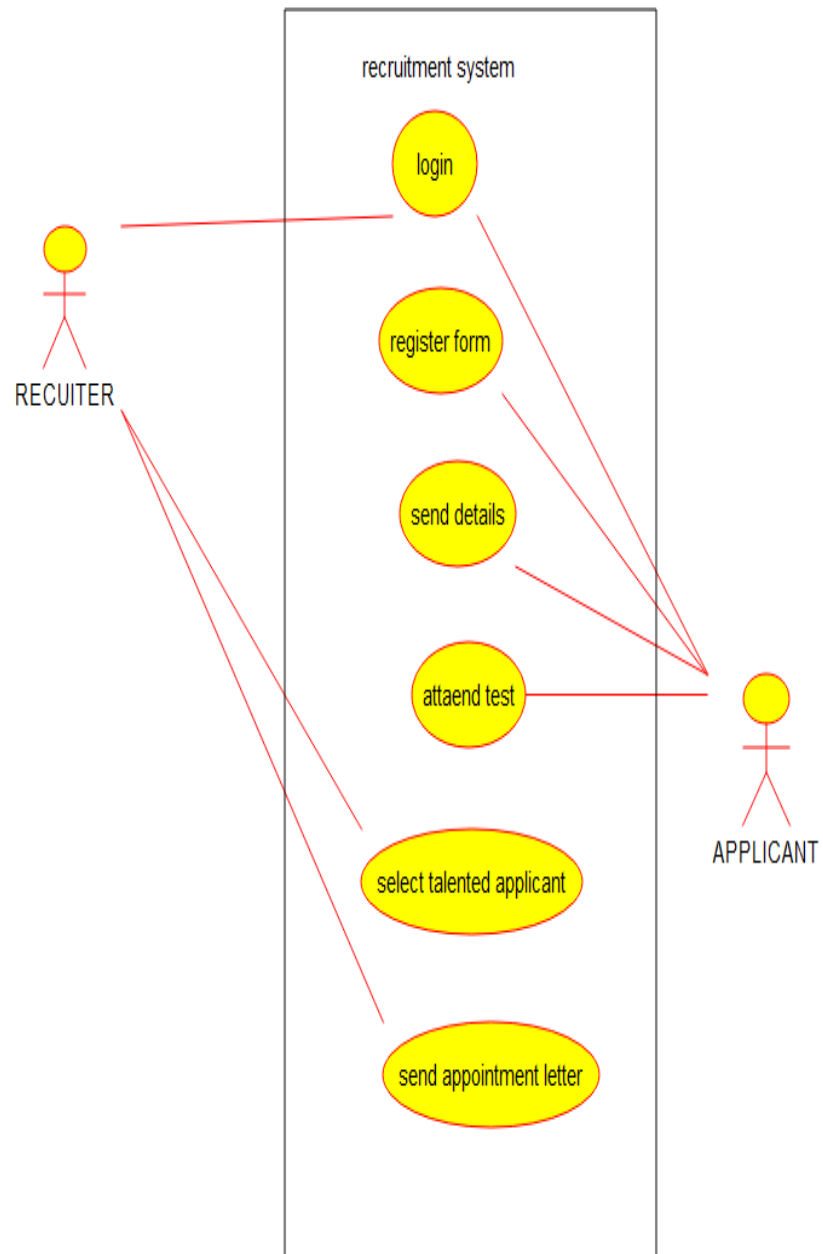 recruitment system
login
register form
RECUITER
send details
attaend test
APPLICANT
select talented applicant
send appointment letter